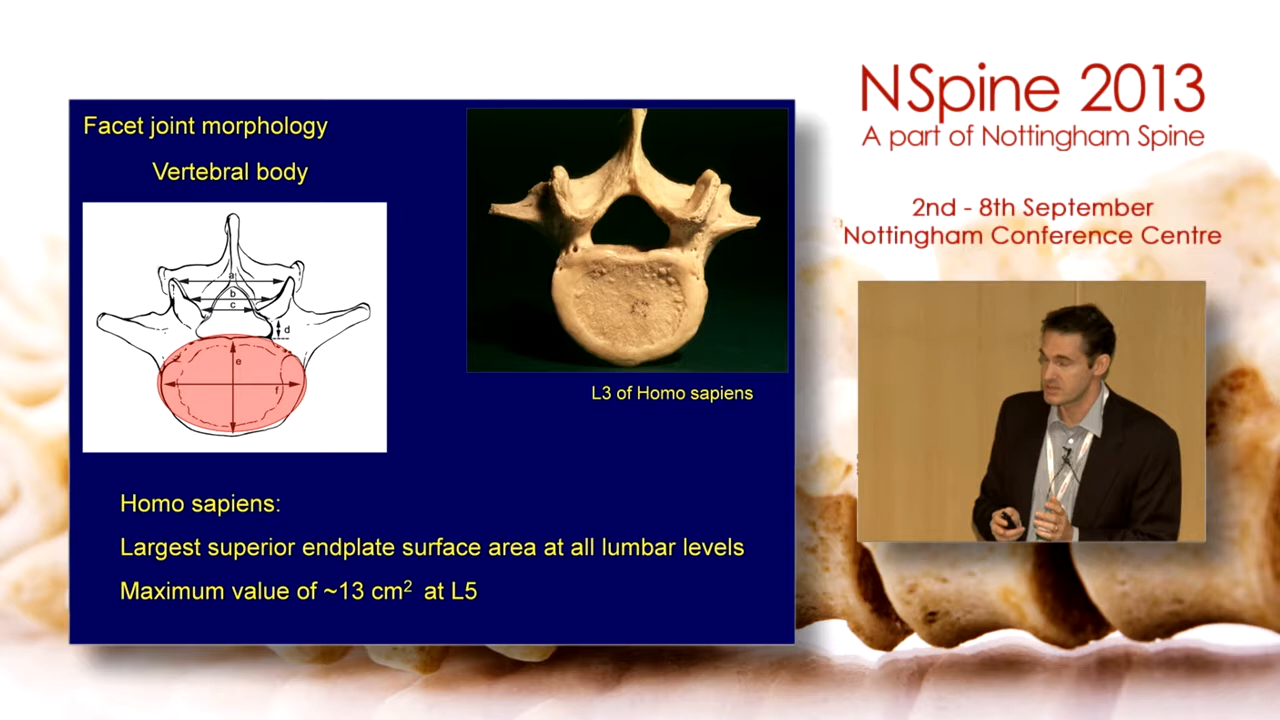 Facet joint morphology
Vertebral body
a
b
c
d
e
f
L3 of Homo sapiens
Homo sapiens:
Largest superior endplate surface area at all lumbar levels
Maximum value of ~13 cm² at L5
NSpine 2013
A part of Nottingham Spine
2nd - 8th September
Nottingham Conference Centre